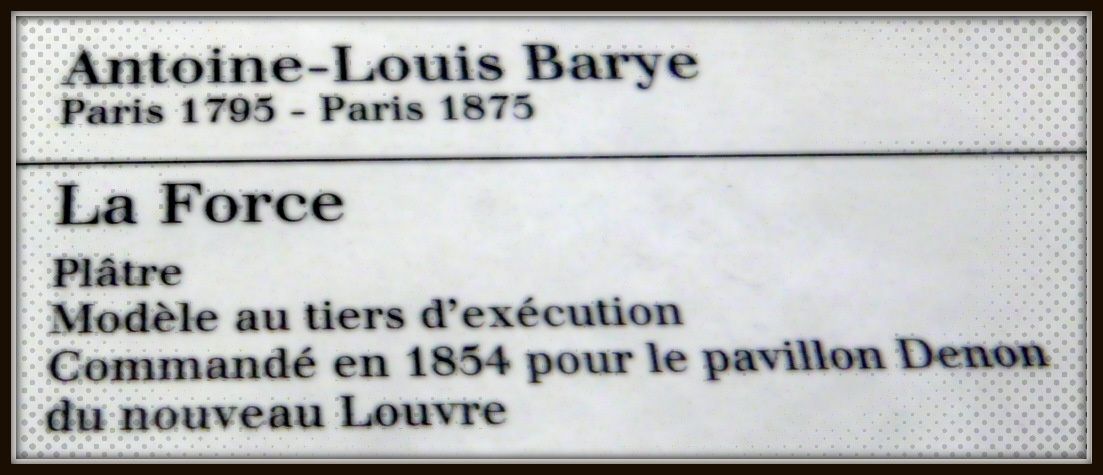 Antoine-Louis Barye
Paris 1795 - Paris 1875
La Force
Plâtre
Modèle au tiers d'exécution
Commandé en 1854 pour le pavillon Denon
du nouveau Louvre